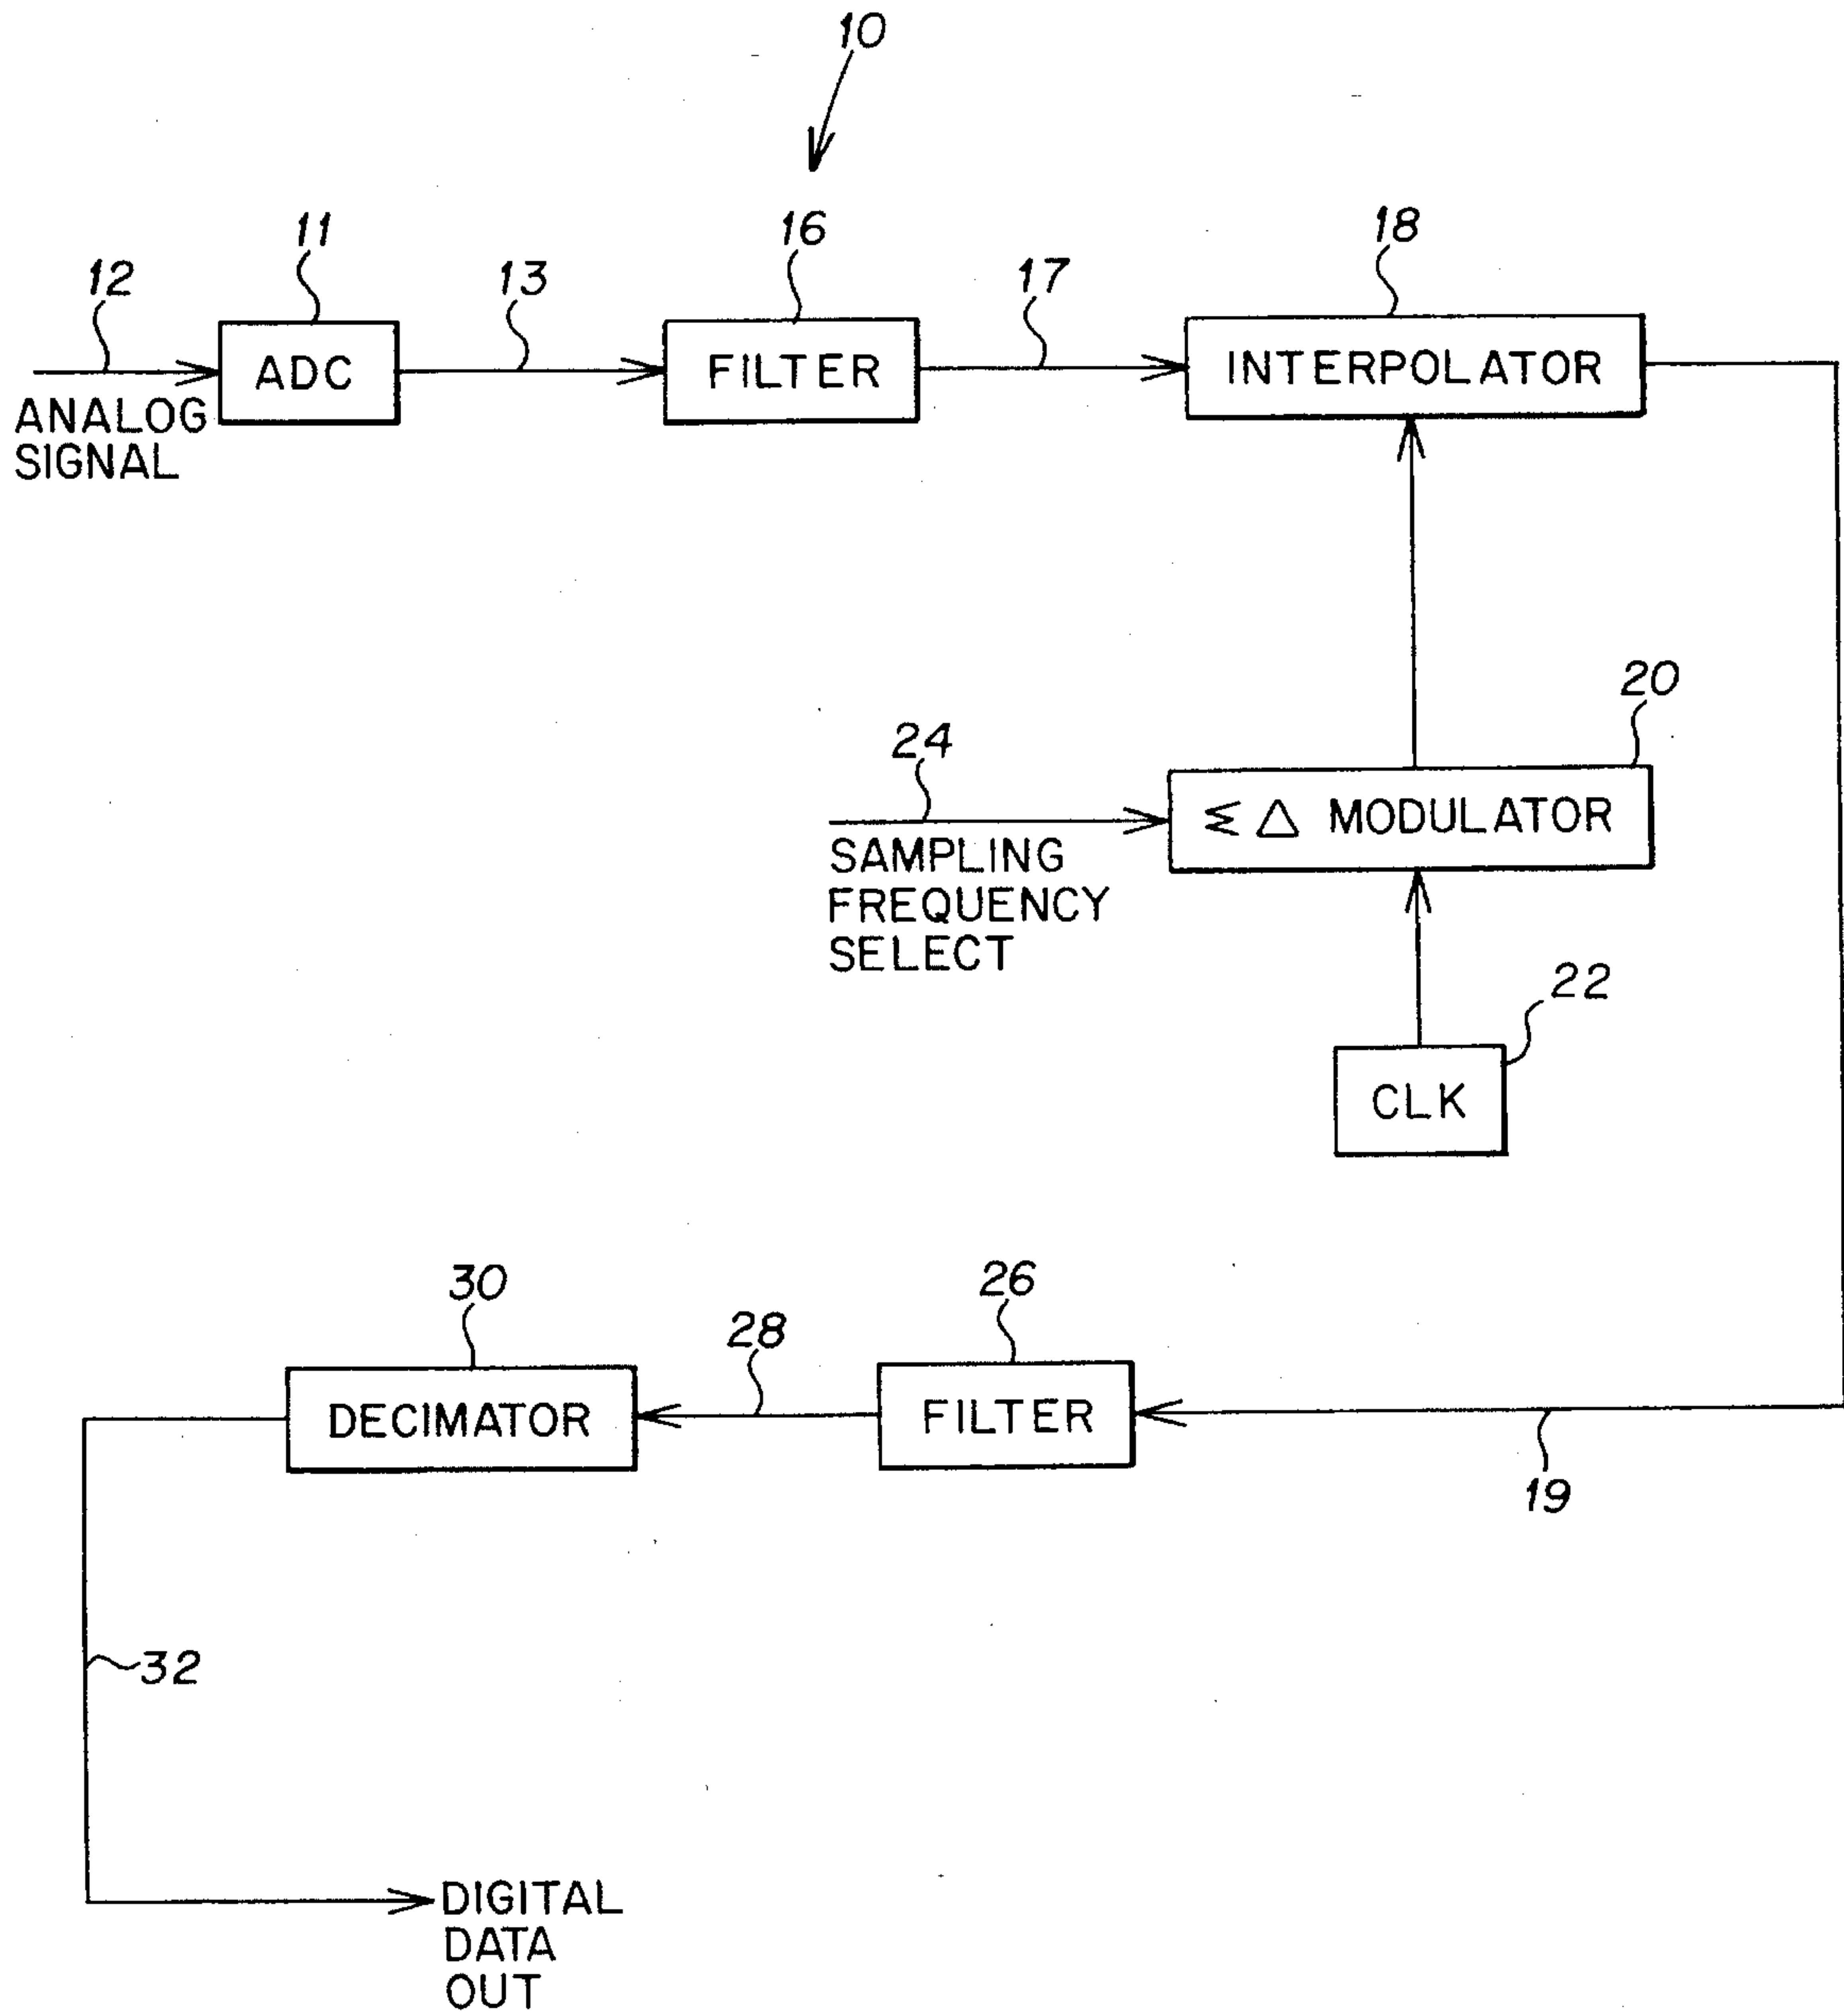 10
11
16
18
12
13
17
ADC
FILTER
INTERPOLATOR
ANALOG
SIGNAL
20
24
ΣΔ MODULATOR
SAMPLING
FREQUENCY
SELECT
22
CLK
30
28
26
DECIMATOR
FILTER
19
32
DIGITAL
DATA
OUT